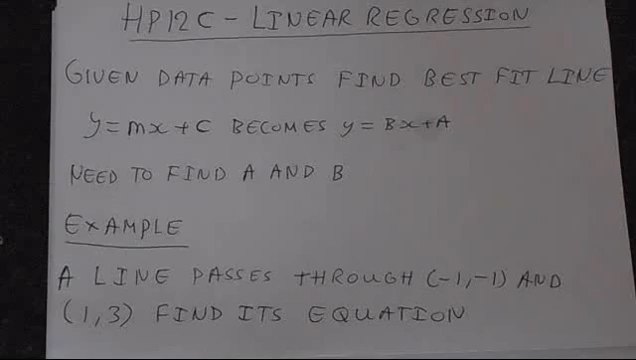 HP12C - LINEAR REGRESSION
GIVEN DATA POINTS FIND BEST FIT LINE
y = mx + C BECOMES y = Bx + A
NEED TO FIND A AND B
EXAMPLE
A LINE PASSES THROUGH (-1,-1) AND
(1,3) FIND ITS EQUATION